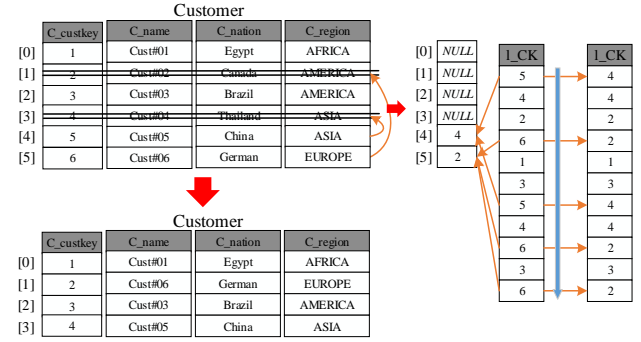 Customer
C_custkey C_name C_nation C_region
[0] 1 Cust#01 Egypt AFRICA
[1] 2 Cust#02 Canada AMERICA
[2] 3 Cust#03 Brazil AMERICA
[3] 4 Cust#04 Thailand ASIA
[4] 5 Cust#05 China ASIA
[5] 6 Cust#06 German EUROPE
[0] NULL
[1] NULL
[2] NULL
[3] NULL
[4] 4
[5] 2
l_CK l_CK
5 4
4 4
2 2
6 2
1 1
3 3
5 4
4 4
6 2
3 3
6 2
Customer
C_custkey C_name C_nation C_region
[0] 1 Cust#01 Egypt AFRICA
[1] 2 Cust#06 German EUROPE
[2] 3 Cust#03 Brazil AMERICA
[3] 4 Cust#05 China ASIA